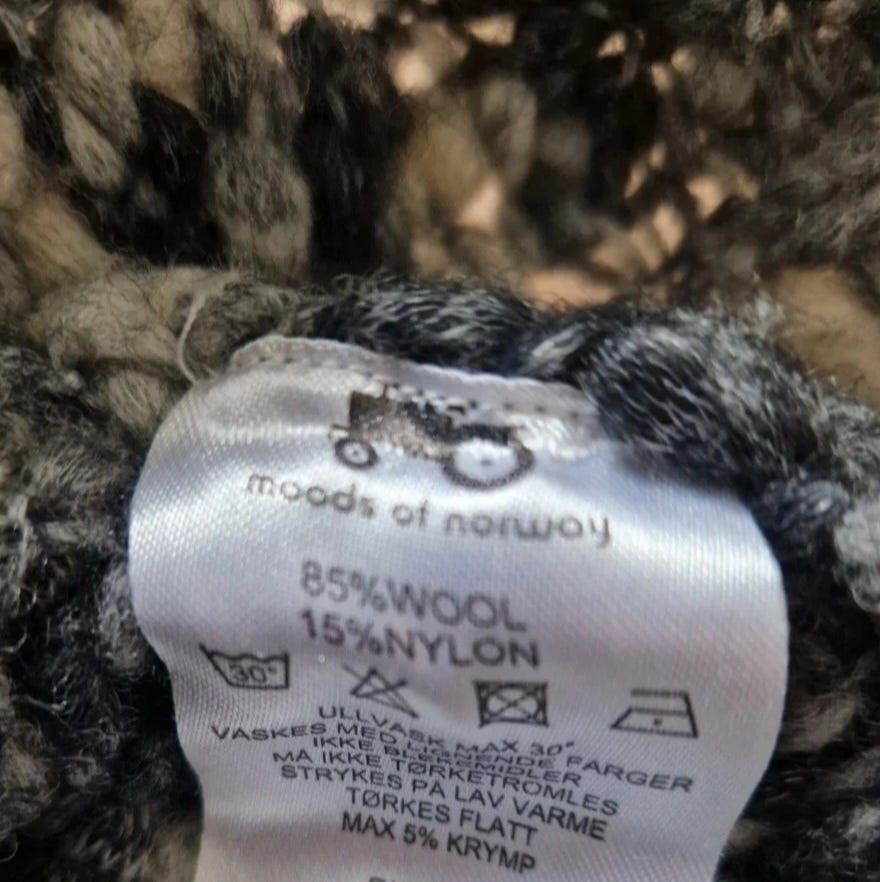 moods of norway
85%WOOL
15%NYLON
30°
ULLVASK MAX 30°
VASKES MED LIGNENDE FARGER
IKKE BLEKEMIDLER
MA IKKE TØRKETROMLES
STRYKES PA LAV VARME
TØRKES FLATT
MAX 5% KRYMP